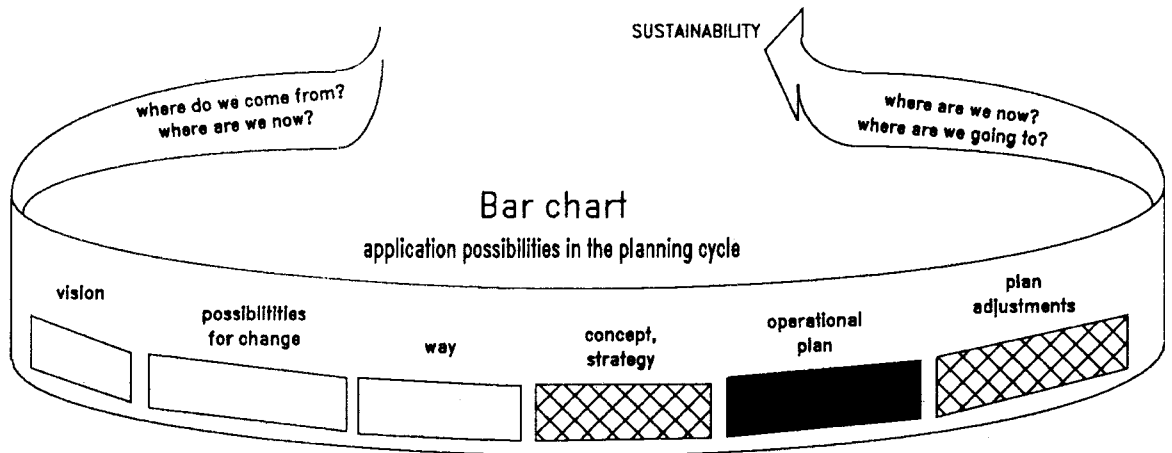 SUSTAINABILITY
where do we come from?
where are we now?
where are we now?
where are we going to?
Bar chart
application possibilities in the planning cycle
vision
possiblitities
for change
way
concept,
strategy
operational
plan
plan
adjustments